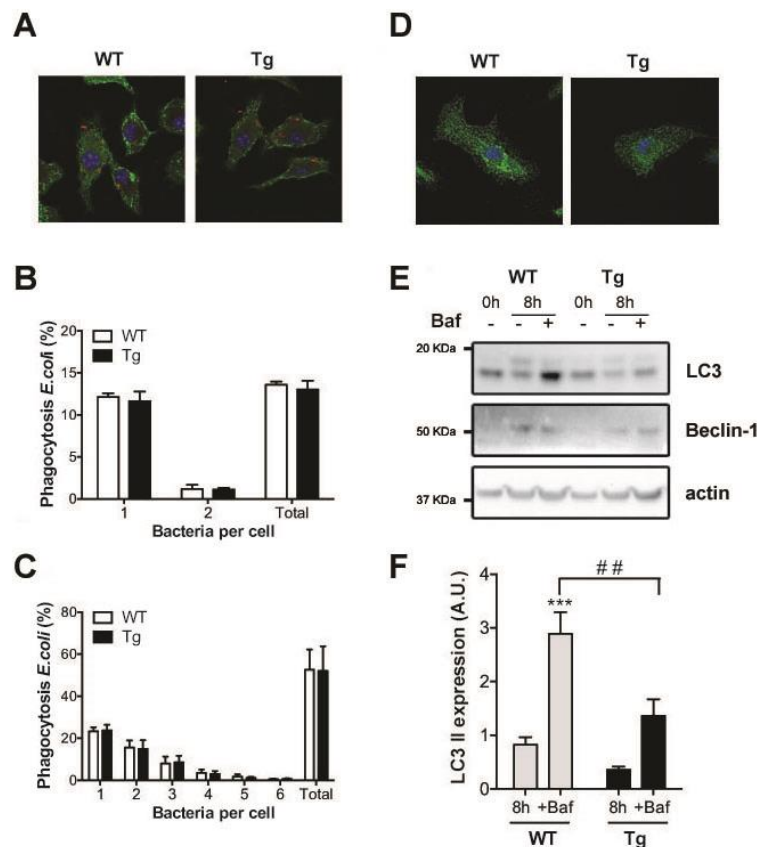 A
WT Tg
B
Phagocytosis E.coli (%)
20
15
10
5
0
WT
Tg
1 2 Total
Bacteria per cell
C
Phagocytosis E.coli (%)
80
60
40
20
0
WT
Tg
1 2 3 4 5 6 Total
Bacteria per cell
D
WT Tg
E
WT Tg
0h 8h 0h 8h
Baf - - + - - +
20 KDa
LC3
50 KDa
Beclin-1
37 KDa
actin
F
LC3 II expression (A.U.)
4
3
2
1
0
***
##
8h +Baf 8h +Baf
WT Tg